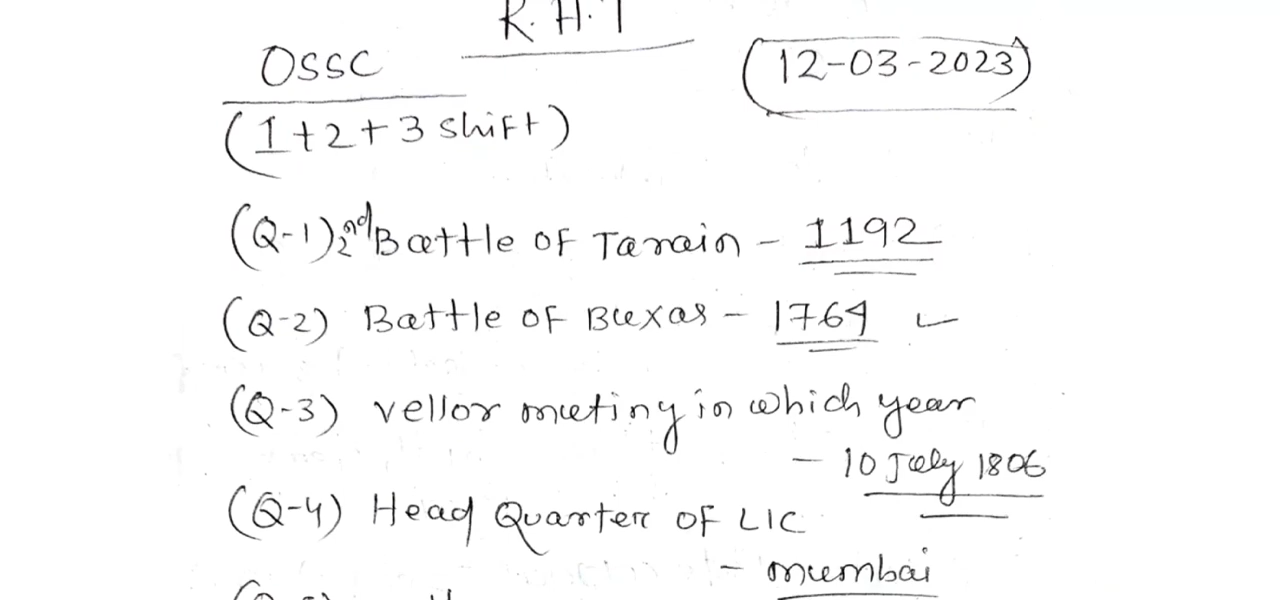 R.H.T
OSSC
(12-03-2023)
(1+2+3 shift)
(Q-1) 2nd Battle of Tarain - 1192
(Q-2) Battle of Buxar - 1764
(Q-3) vellor mutiny in which year
- 10 July 1806
(Q-4) Head Quarter of LIC
- mumbai